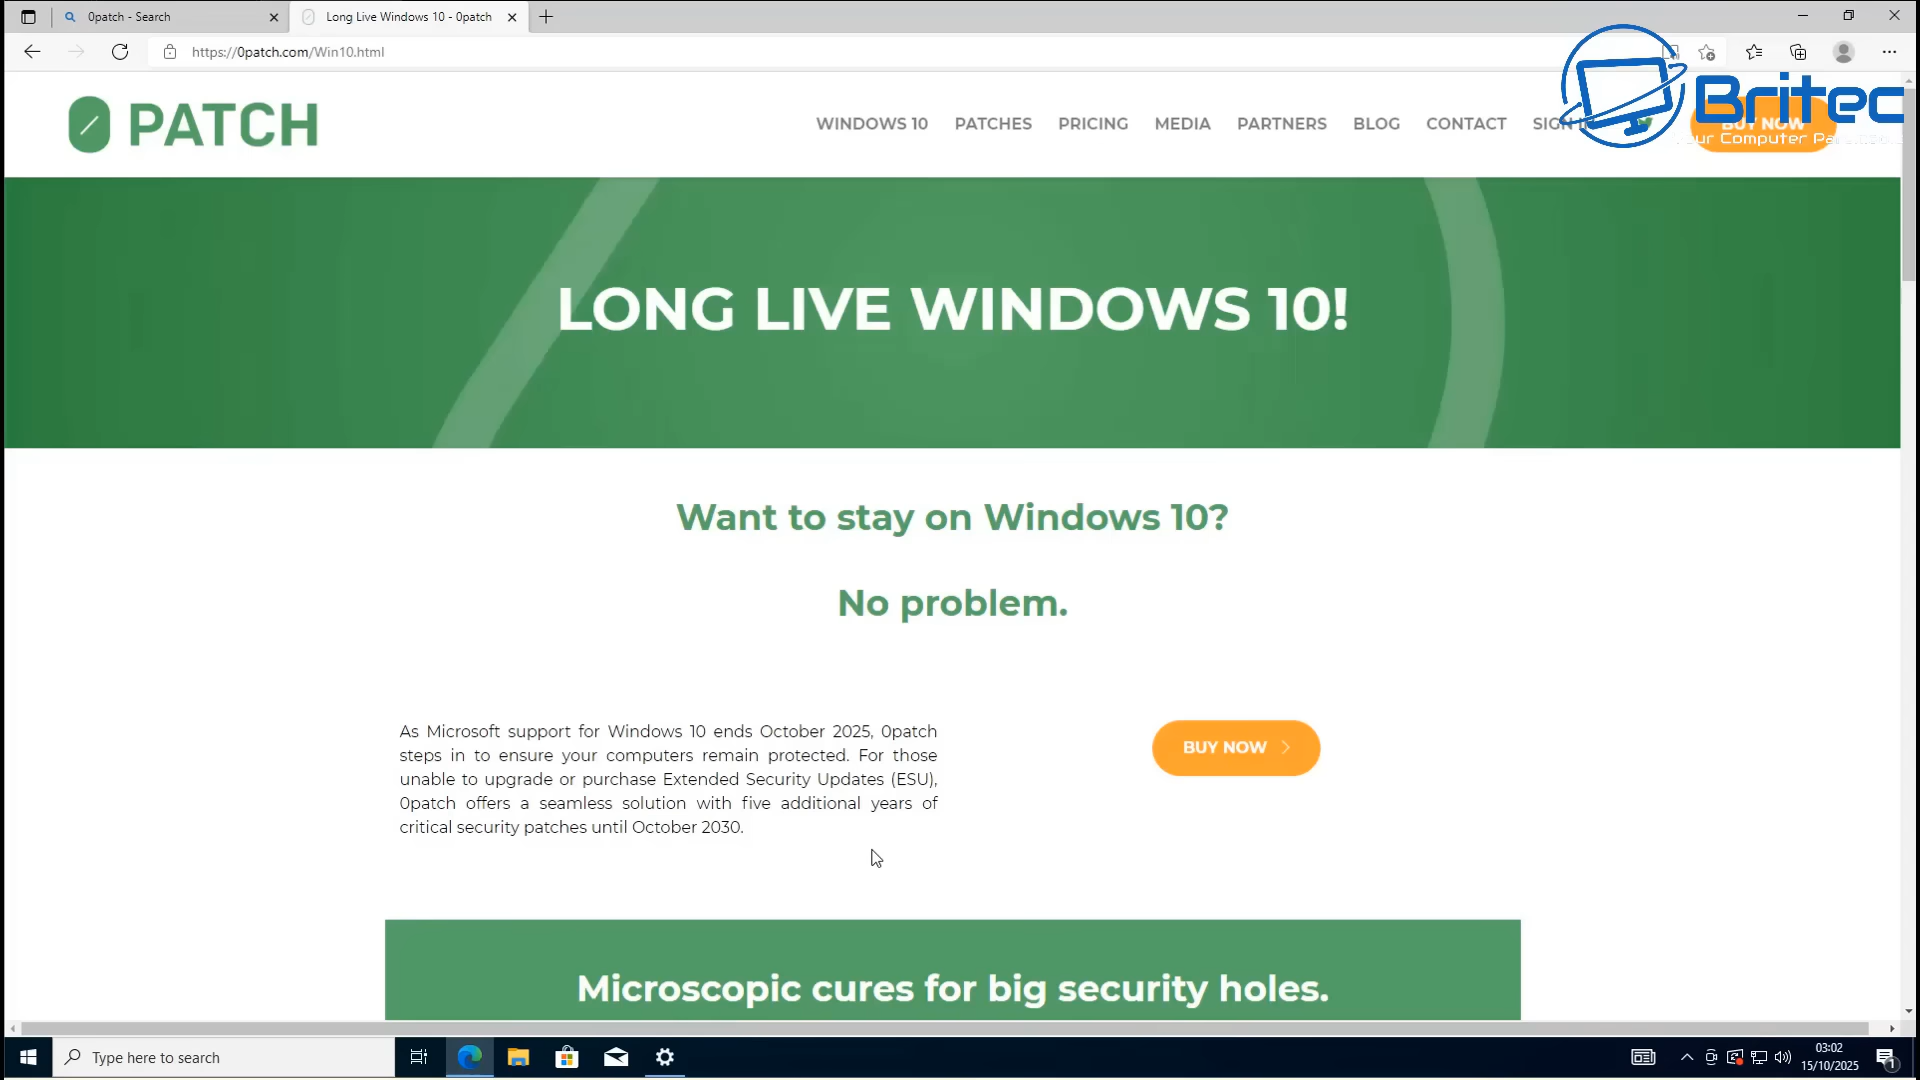 0patch - Search
Long Live Windows 10 - 0patch
https://0patch.com/Win10.html
0 PATCH
WINDOWS 10
PATCHES
PRICING
MEDIA
PARTNERS
BLOG
CONTACT
SIGN
BUY NOW
Britec
Your Computer
LONG LIVE WINDOWS 10!
Want to stay on Windows 10?
No problem.
As Microsoft support for Windows 10 ends October 2025, 0patch
steps in to ensure your computers remain protected. For those
unable to upgrade or purchase Extended Security Updates (ESU),
0patch offers a seamless solution with five additional years of
critical security patches until October 2030.
BUY NOW
Microscopic cures for big security holes.
Type here to search
03:02
15/10/2025
1